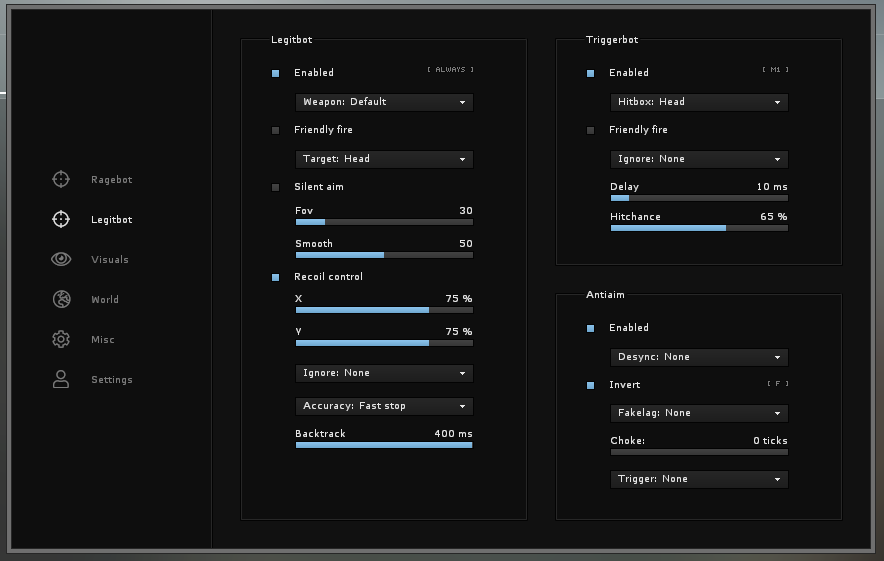 Ragebot
Legitbot
Visuals
World
Misc
Settings
Legitbot
Enabled [ ALWAYS ]
Weapon: Default
Friendly fire
Target: Head
Silent aim
Fov 30
Smooth 50
Recoil control
X 75 %
Y 75 %
Ignore: None
Accuracy: Fast stop
Backtrack 400 ms
Triggerbot
Enabled [ M1 ]
Hitbox: Head
Friendly fire
Ignore: None
Delay 10 ms
Hitchance 65 %
Antiaim
Enabled
Desync: None
Invert [ F ]
Fakelag: None
Choke: 0 ticks
Trigger: None